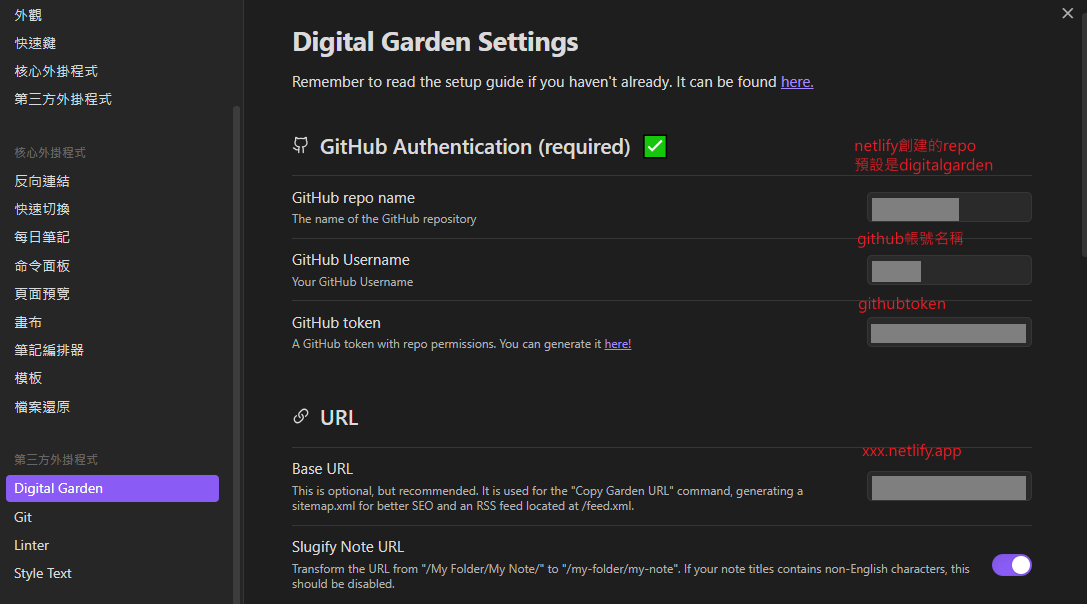 外觀
快速鍵
核心外掛程式
第三方外掛程式
核心外掛程式
反向連結
快速切換
每日筆記
命令面板
頁面預覽
畫布
筆記編排器
模板
檔案還原
第三方外掛程式
Digital Garden
Git
Linter
Style Text
Digital Garden Settings
Remember to read the setup guide if you haven't already. It can be found here.
GitHub Authentication (required)
netlify創建的repo
預設是digitalgarden
GitHub repo name
The name of the GitHub repository
github帳號名稱
GitHub Username
Your GitHub Username
githubtoken
GitHub token
A GitHub token with repo permissions. You can generate it here!
URL
xxx.netlify.app
Base URL
This is optional, but recommended. It is used for the "Copy Garden URL" command, generating a
sitemap.xml for better SEO and an RSS feed located at /feed.xml.
Slugify Note URL
Transform the URL from "/My Folder/My Note/" to "/my-folder/my-note". If your note titles contains non-English characters, this
should be disabled.